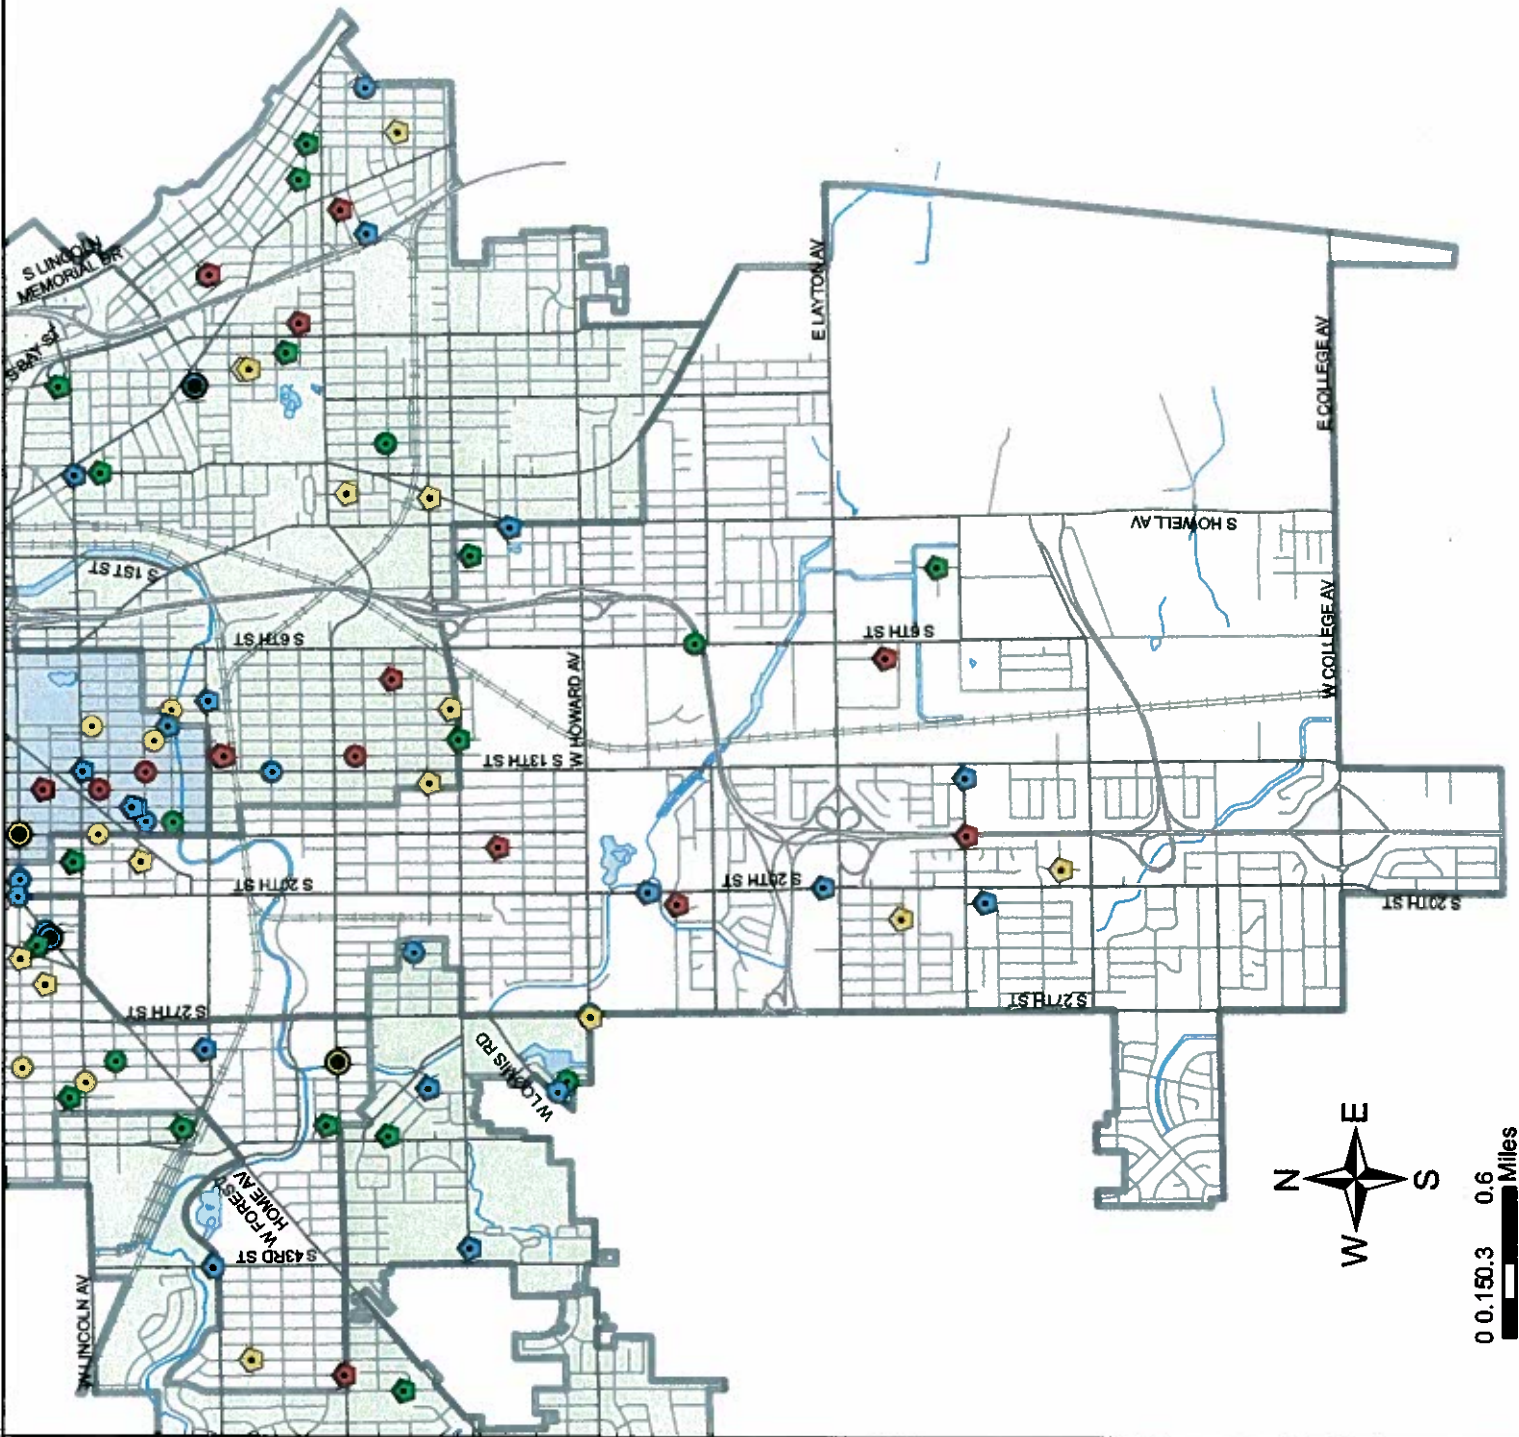 S LINCOLN
MEMORIAL DR
S BAY ST
E LAYTON AV
E COLLEGE AV
S HOWELL AV
S 1ST ST
S 6TH ST
S 6TH ST
W HOWARD AV
W COLLEGE AV
S 13TH ST
S 20TH ST
S 20TH ST
S 20TH ST
S 27TH ST
S 27TH ST
W LOOMIS RD
W FOREST
HOME AV
S 43RD ST
W LINCOLN AV
N
W E
S
0 0.15 0.3 0.6
Miles